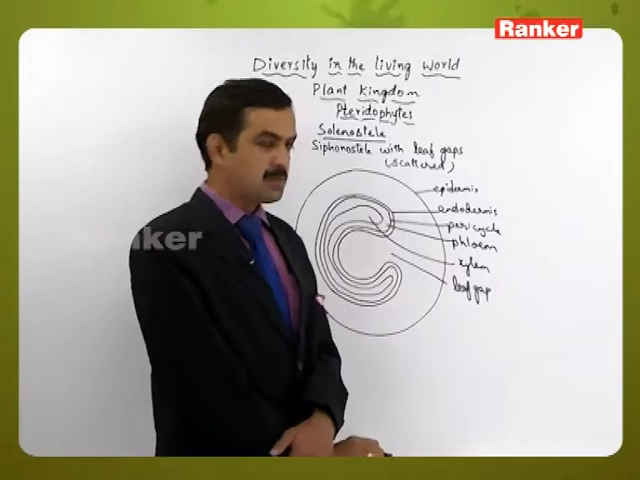 Ranker
Diversity in the living world
Plant Kingdom
Pteridophytes
Solenostele
Siphonostele with leaf gaps
(scattered)
epidermis
endodermis
pericycle
phloem
xylem
leaf gap
nker